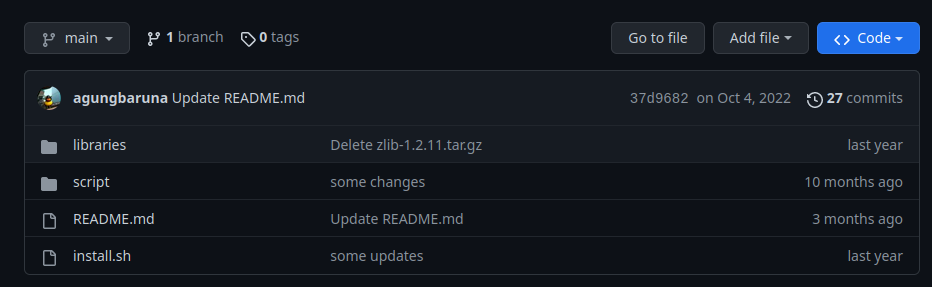 main 1 branch 0 tags Go to file Add file Code
agungbaruna Update README.md 37d9682 on Oct 4, 2022 27 commits
libraries Delete zlib-1.2.11.tar.gz last year
script some changes 10 months ago
README.md Update README.md 3 months ago
install.sh some updates last year